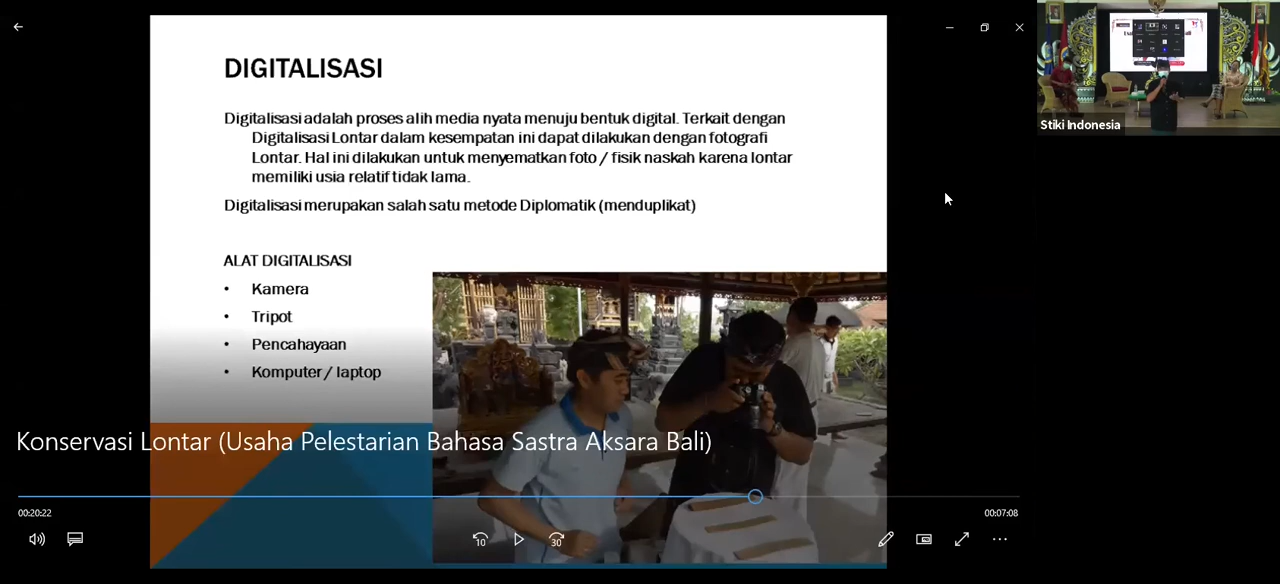 DIGITALISASI
Digitalisasi adalah proses alih media nyata menuju bentuk digital. Terkait dengan
Digitalisasi Lontar dalam kesempatan ini dapat dilakukan dengan fotografi
Lontar. Hal ini dilakukan untuk menyematkan foto / fisik naskah karena lontar
memiliki usia relatif tidak lama.
Digitalisasi merupakan salah satu metode Diplomatik (menduplikat)
ALAT DIGITALISASI
• Kamera
• Tripot
• Pencahayaan
• Komputer / laptop
Konservasi Lontar (Usaha Pelestarian Bahasa Sastra Aksara Bali)
00:20:22
00:07:08
10
30
Stiki Indonesia